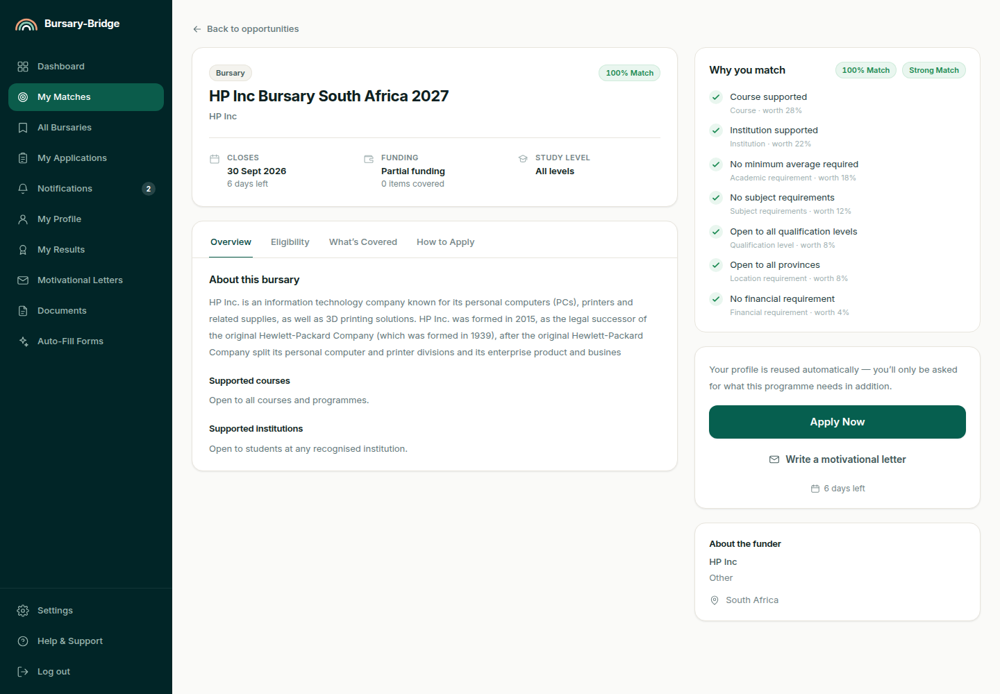 Bursary-Bridge
Dashboard
My Matches
All Bursaries
My Applications
Notifications
2
My Profile
My Results
Motivational Letters
Documents
Auto-Fill Forms
Settings
Help & Support
Log out
Back to opportunities
Bursary
100% Match
HP Inc Bursary South Africa 2027
HP Inc
CLOSES
30 Sept 2026
6 days left
FUNDING
Partial funding
0 items covered
STUDY LEVEL
All levels
Overview
Eligibility
What’s Covered
How to Apply
About this bursary
HP Inc. is an information technology company known for its personal computers (PCs), printers and
related supplies, as well as 3D printing solutions. HP Inc. was formed in 2015, as the legal successor of
the original Hewlett-Packard Company (which was formed in 1939), after the original Hewlett-Packard
Company split its personal computer and printer divisions and its enterprise product and busines
Supported courses
Open to all courses and programmes.
Supported institutions
Open to students at any recognised institution.
Why you match
100% Match
Strong Match
Course supported
Course · worth 28%
Institution supported
Institution · worth 22%
No minimum average required
Academic requirement · worth 18%
No subject requirements
Subject requirements · worth 12%
Open to all qualification levels
Qualification level · worth 8%
Open to all provinces
Location requirement · worth 8%
No financial requirement
Financial requirement · worth 4%
Your profile is reused automatically — you’ll only be asked
for what this programme needs in addition.
Apply Now
Write a motivational letter
6 days left
About the funder
HP Inc
Other
South Africa